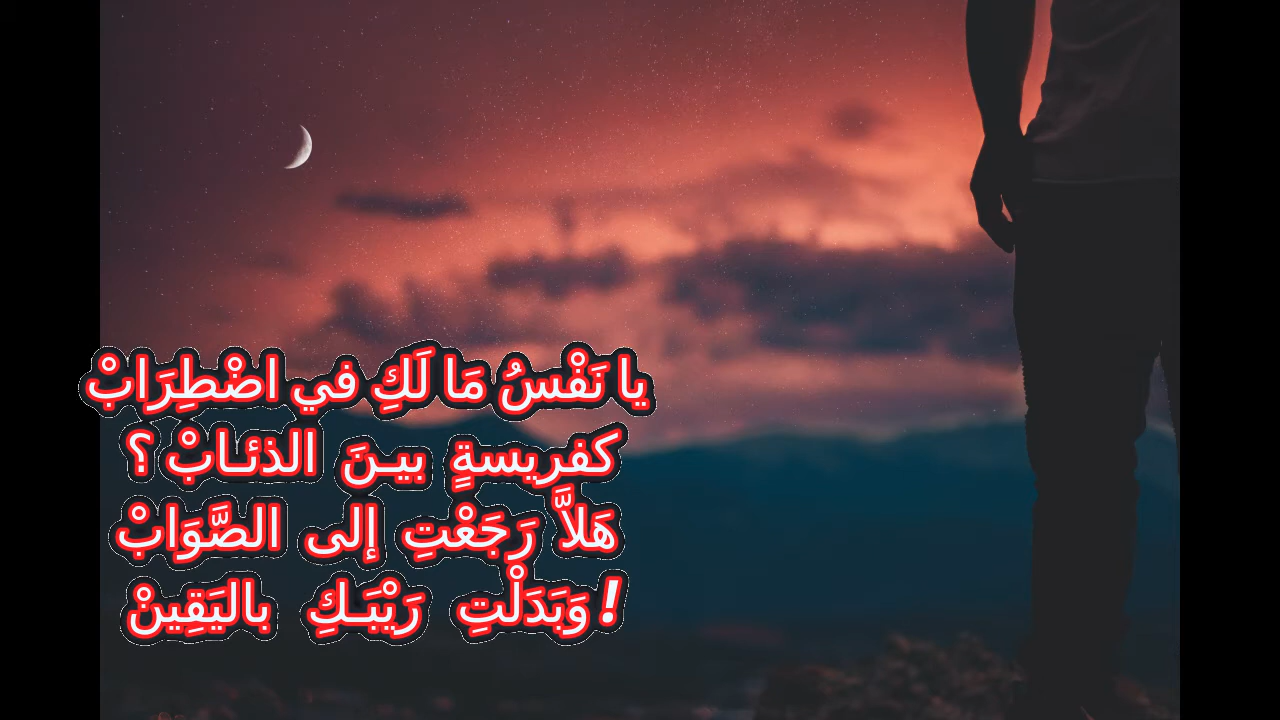 يا نَفْسُ مَا لَكِ في اضْطِرَابْ
كفريسةٍ بيـنَ الذئـابْ ؟
هَلاَّ رَجَعْتِ إلى الصَّوَابْ
! وَبَدَلْتِ رَيْبَـكِ باليَقِينْ